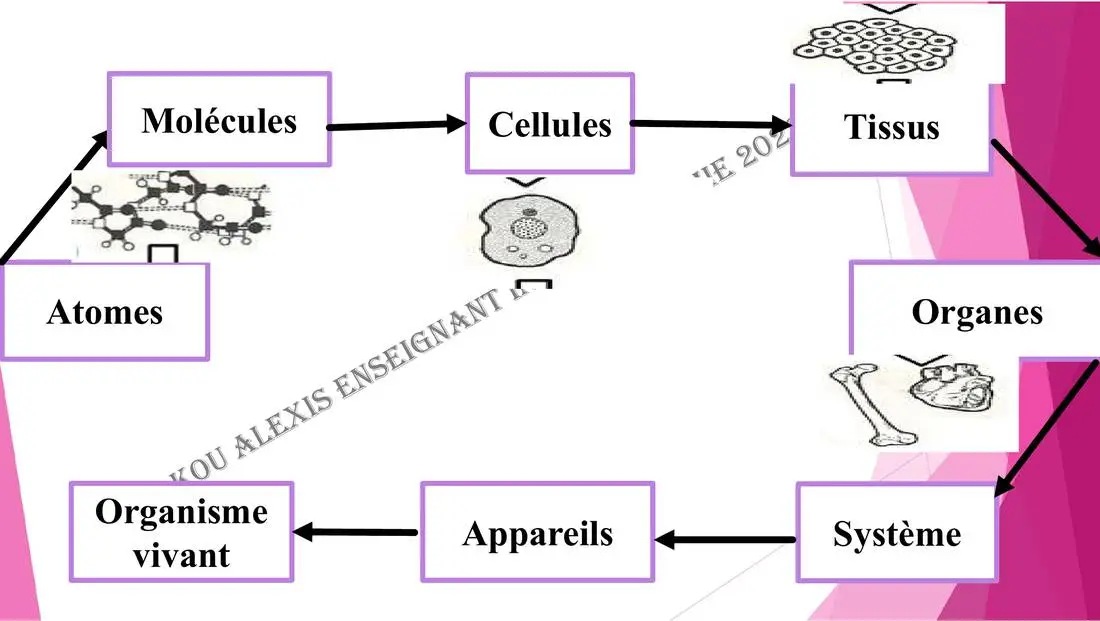 Molécules
Cellules
Tissus
Atomes
Organes
KOU ALEXIS ENSEIGNANT
Organisme
vivant
Appareils
Système